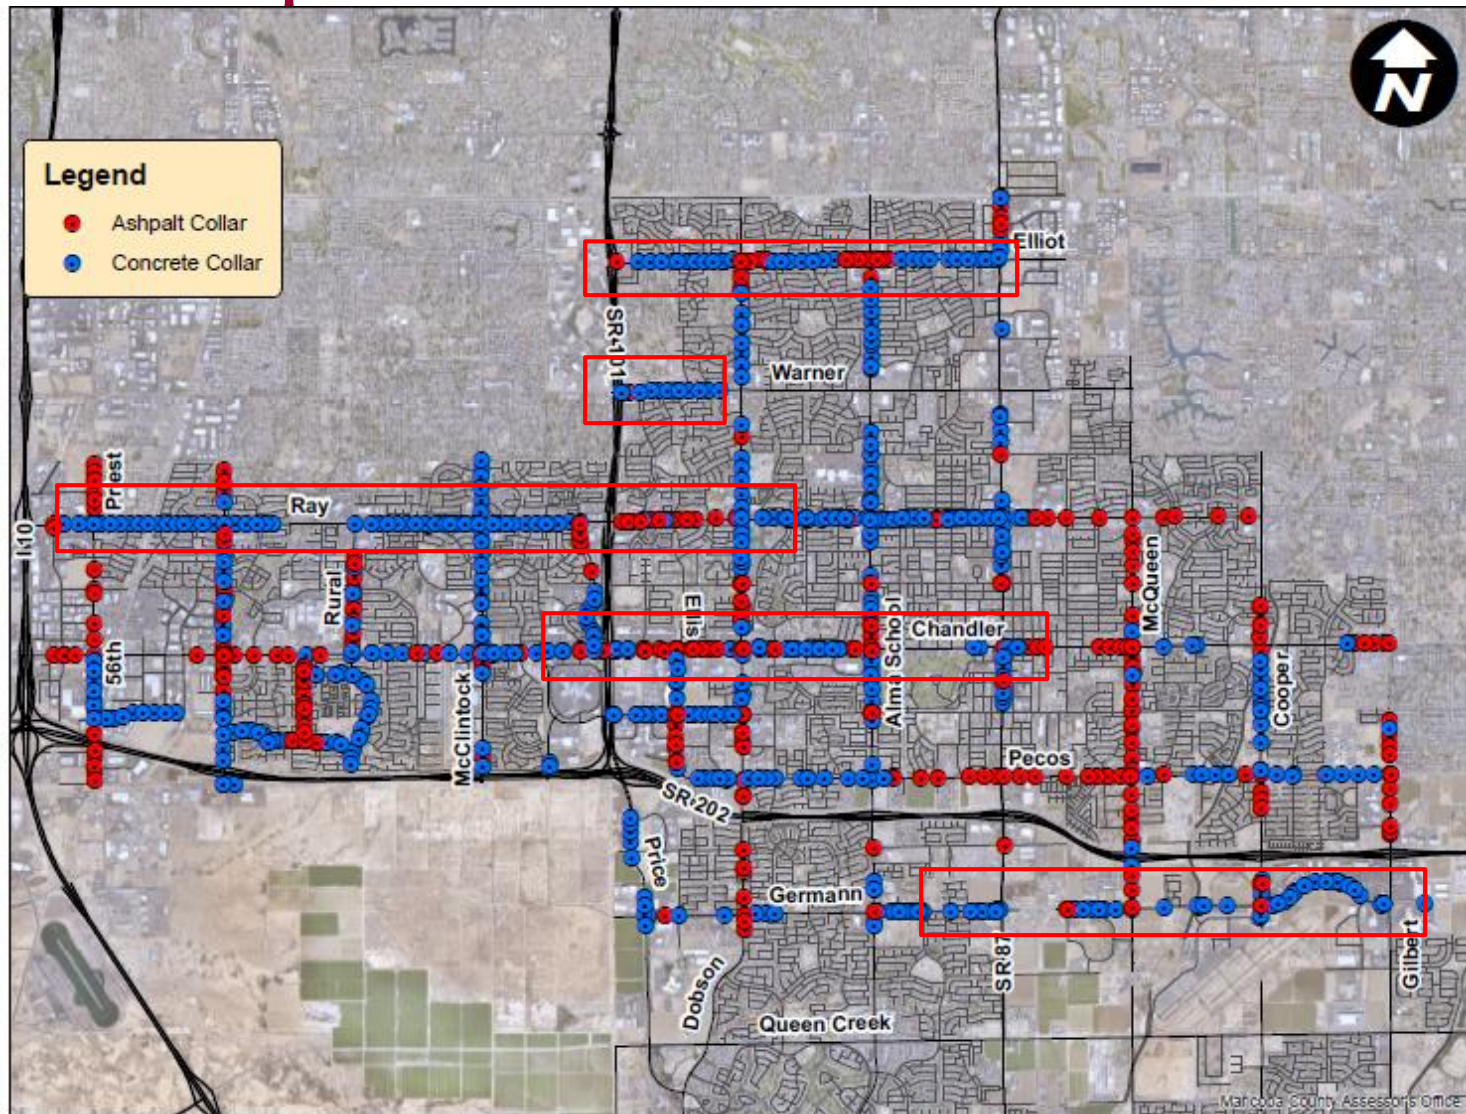 N
Legend
Ashpalt Collar
Concrete Collar
Elliot
SR 101
Warner
Priest
Ray
I 10
Rural
Ellis
Alma School
Chandler
McQueen
56th
McClintock
Cooper
Pecos
SR 202
Price
Germann
SR 87
Gilbert
Dobson
Queen Creek
Maricopa County Assessor's Office